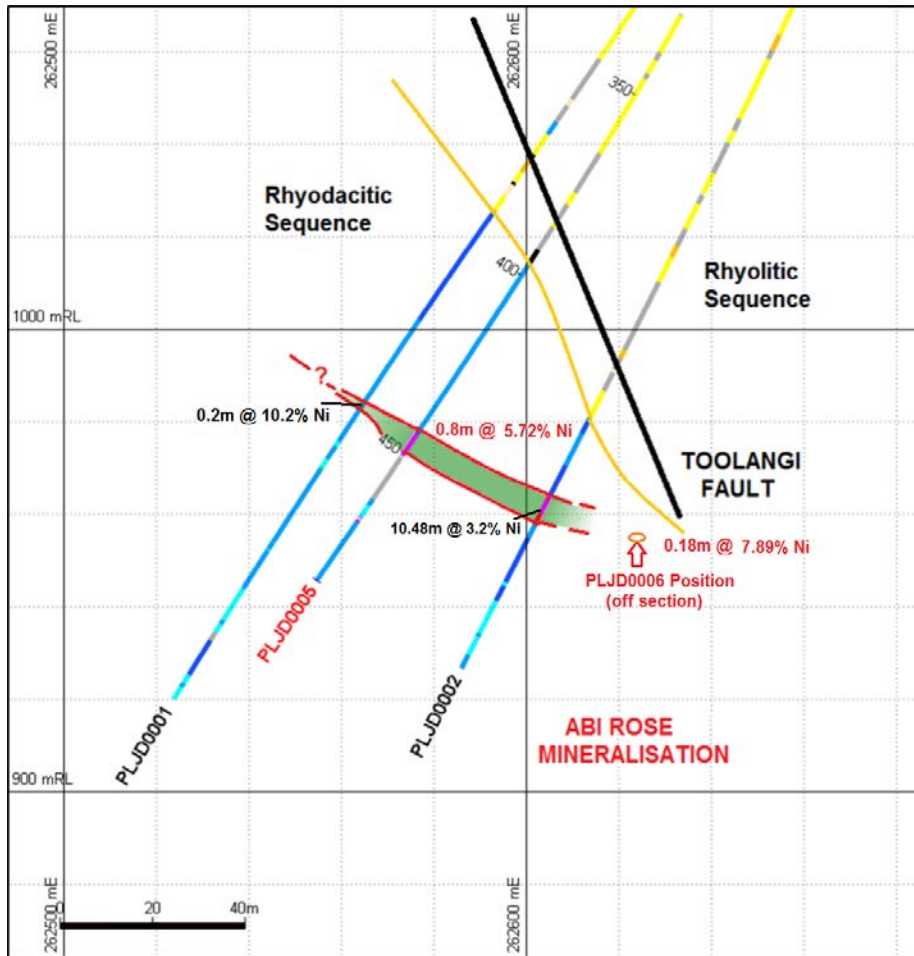 262500 mE
262600 mE
350-
Rhyodacitic
Sequence
400-
Rhyolitic
Sequence
1000 mRL
?
0.2m @ 10.2% Ni
0.8m @ 5.72% Ni
450-
TOOLANGI
FAULT
10.48m @ 3.2% Ni
0.18m @ 7.89% Ni
PLJD0006 Position
(off section)
PLJD0005
PLJD0002
PLJD0001
ABI ROSE
MINERALISATION
900 mRL
262500 mE
262600 mE
0 20 40m